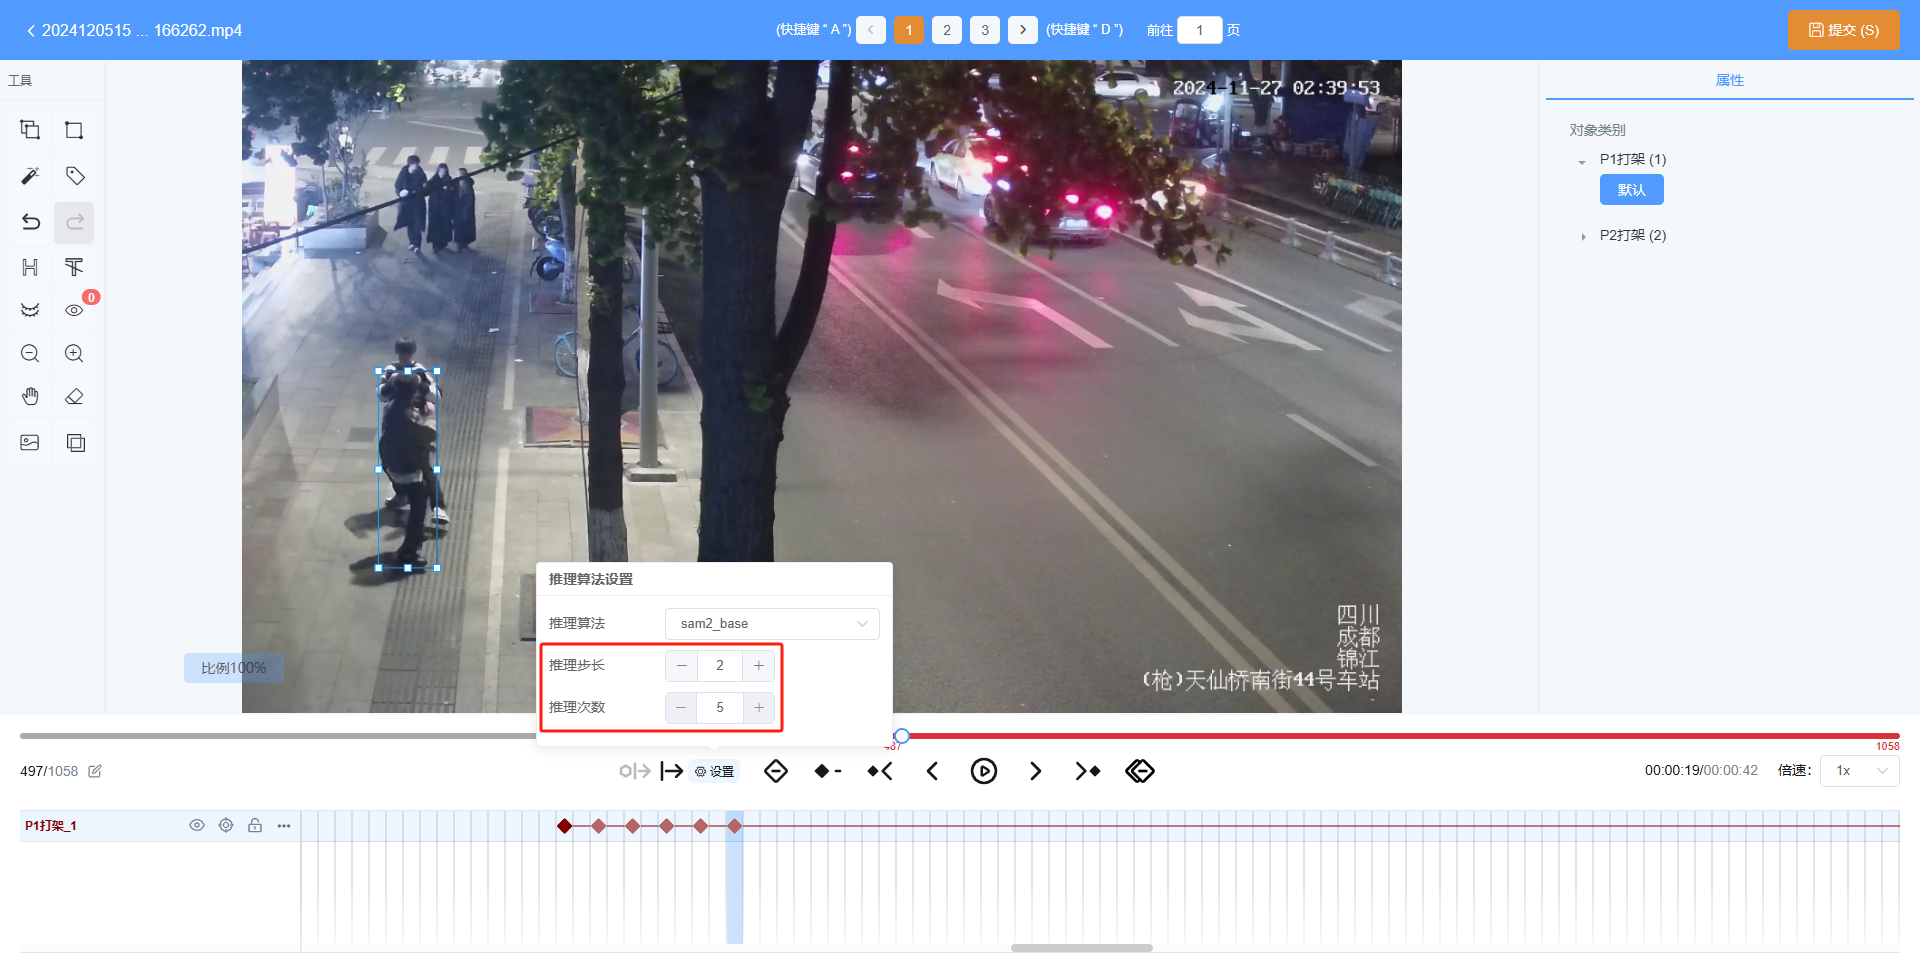 2024120515 ... 166262.mp4
(快捷键 “ A ”) 1 2 3 (快捷键 “ D ”) 前往 1 页
提交 (S)
工具
2024-11-27 02:39:53
属性
对象类别
P1打架 (1)
默认
P2打架 (2)
0
四川
成都
锦江
(枪)天仙桥南街44号车站
比例100%
推理算法设置
推理算法 sam2_base
推理步长 2
推理次数 5
487
1058
497/1058
设置
00:00:19/00:00:42 倍速： 1x
P1打架_1